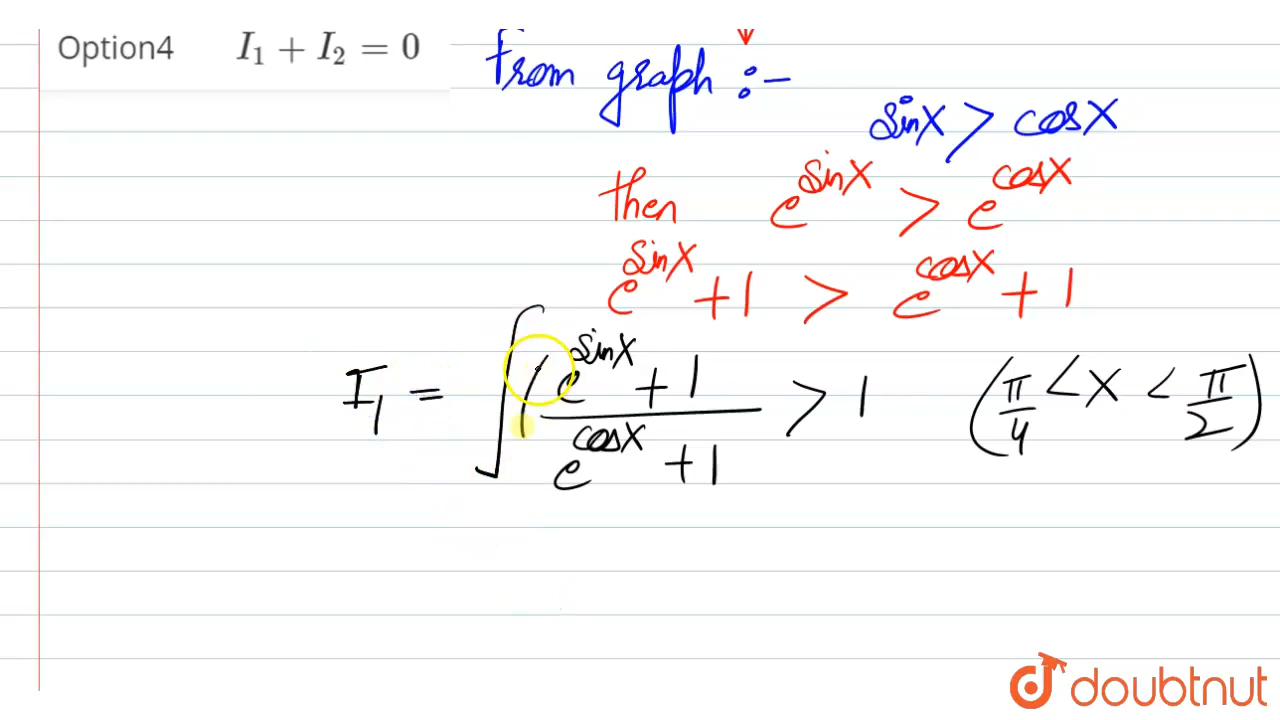 Option4 I₁ + I₂ = 0
From graph :-
sinx > cosx
then e^sinx > e^cosx
e^sinx + 1 > e^cosx + 1
I₁ = ∫ ( (e^sinx + 1) / (e^cosx + 1) > 1 (π/4 < x < π/2)
doubtnut